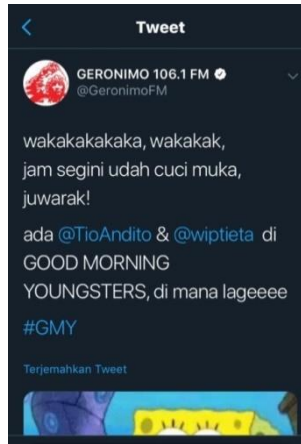 Tweet
GERONIMO 106.1 FM
@GeronimoFM
wakakakakaka, wakakak,
jam segini udah cuci muka,
juwarak!
ada @TioAndito & @wiptieta di
GOOD MORNING
YOUNGSTERS, di mana lageeee
#GMY
Terjemahkan Tweet